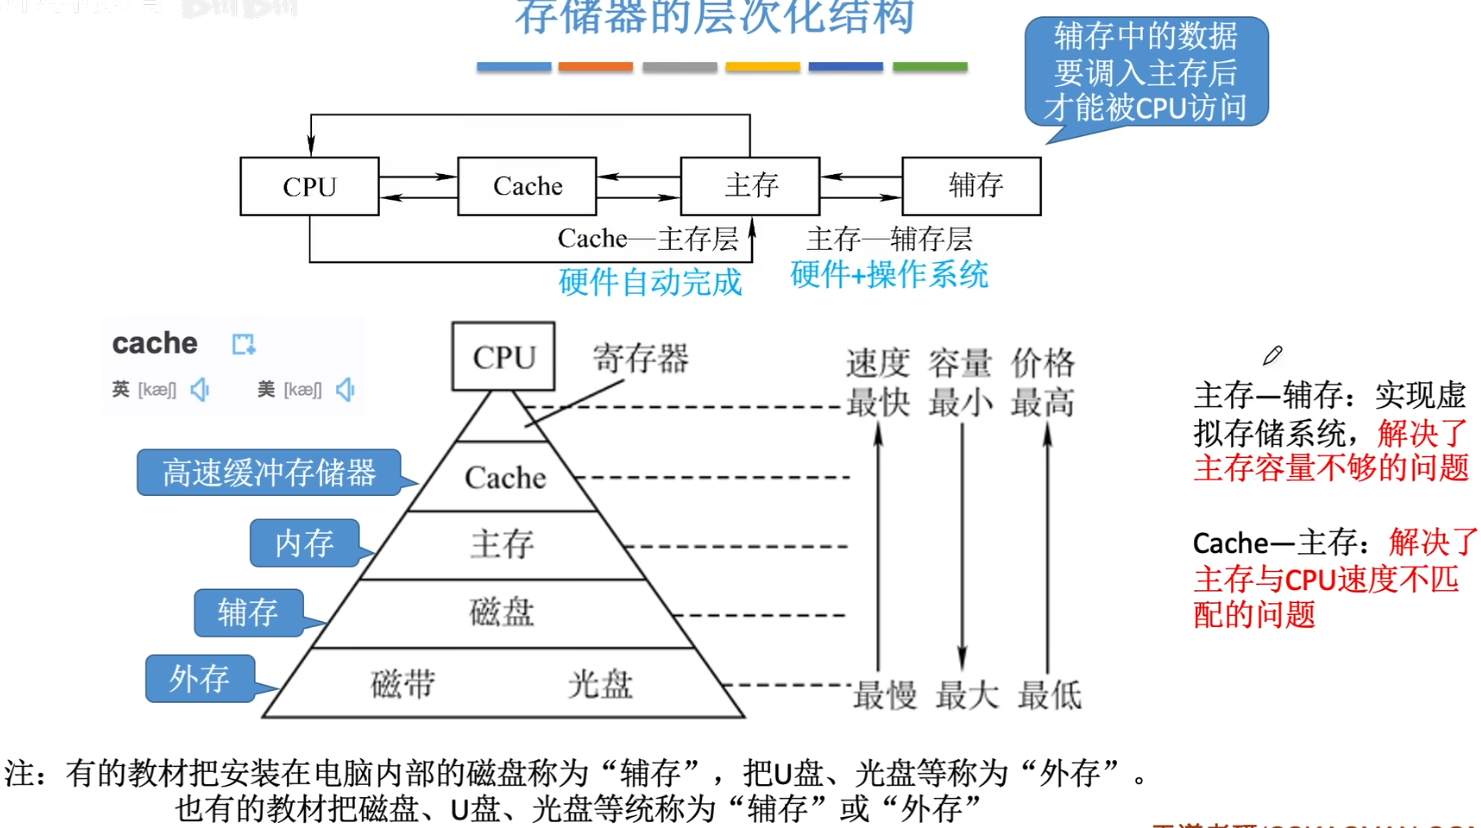 存储器的层次化结构
辅存中的数据
要调入主存后
才能被CPU访问
CPU
Cache
主存
辅存
Cache—主存层
主存—辅存层
硬件自动完成
硬件+操作系统
cache
英 [kæʃ]
美 [kæʃ]
CPU
寄存器
速度 容量 价格
最快 最小 最高
高速缓冲存储器
Cache
内存
主存
辅存
磁盘
外存
磁带
光盘
最慢 最大 最低
主存—辅存：实现虚
拟存储系统，解决了
主存容量不够的问题
Cache—主存：解决了
主存与CPU速度不匹
配的问题
注：有的教材把安装在电脑内部的磁盘称为“辅存”，把U盘、光盘等称为“外存”。
也有的教材把磁盘、U盘、光盘等统称为“辅存”或“外存”